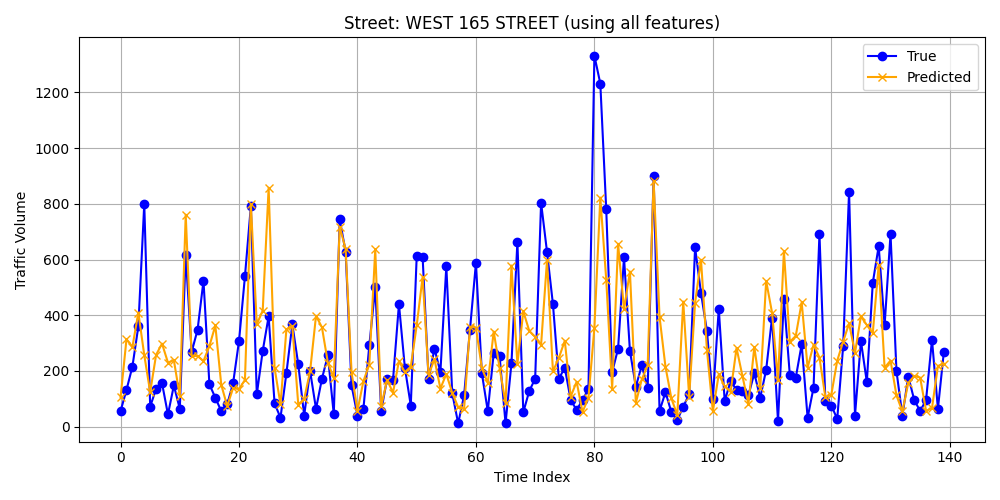 Street: WEST 165 STREET (using all features)
True
Predicted
Traffic Volume
1200
1000
800
600
400
200
0
0 20 40 60 80 100 120 140
Time Index